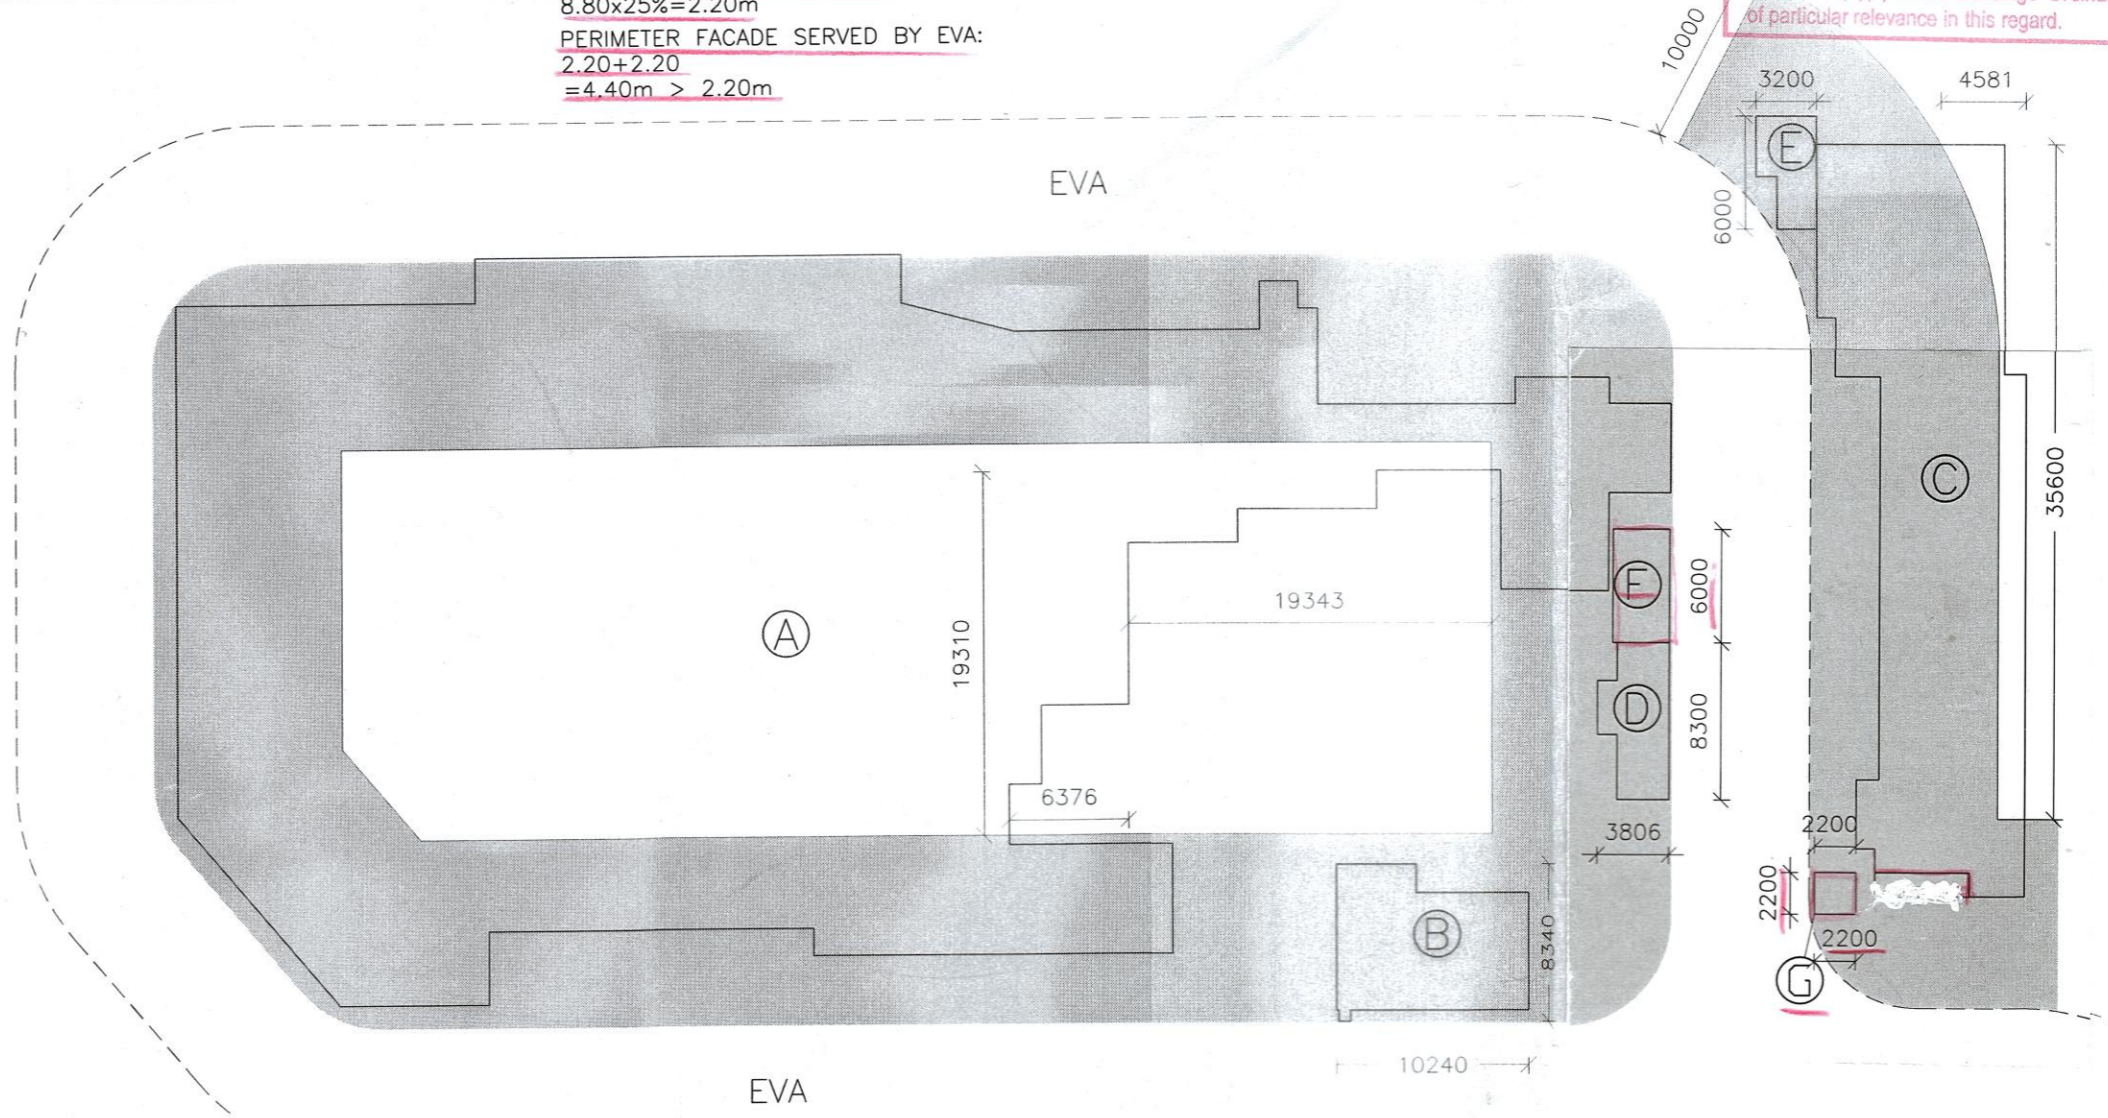 8.80x25%=2.20m
PERIMETER FACADE SERVED BY EVA:
2.20+2.20
=4.40m > 2.20m
of particular relevance in this regard.
10000
3200
4581
E
EVA
6000
35600
C
19310
19343
F
6000
A
D
8300
6376
3806
2200
2200
B
8340
2200
G
10240
EVA